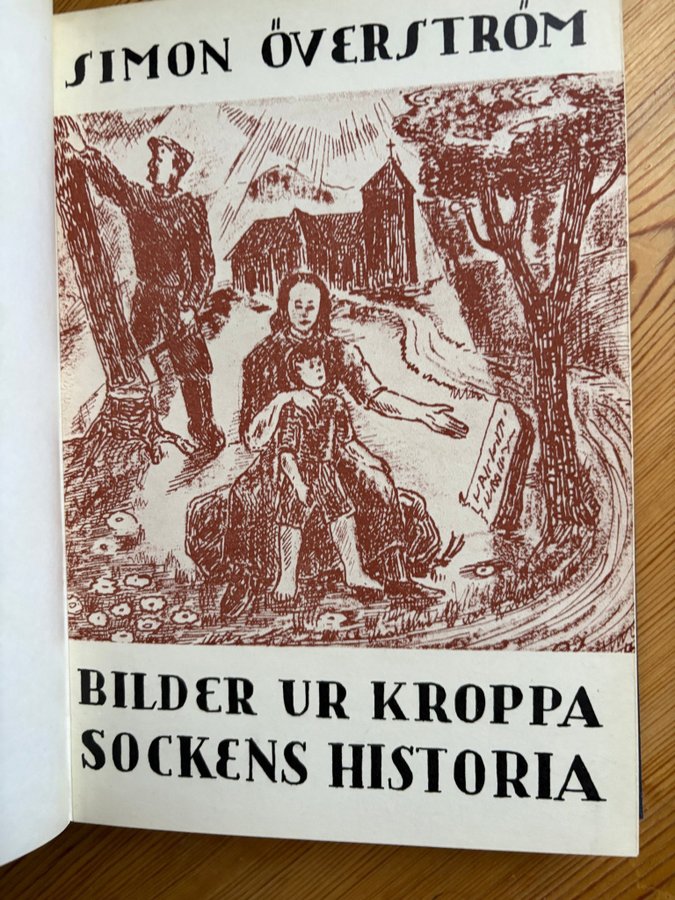 SIMON ÖVERSTRÖM
BILDER UR KROPPA
SOCKENS HISTORIA